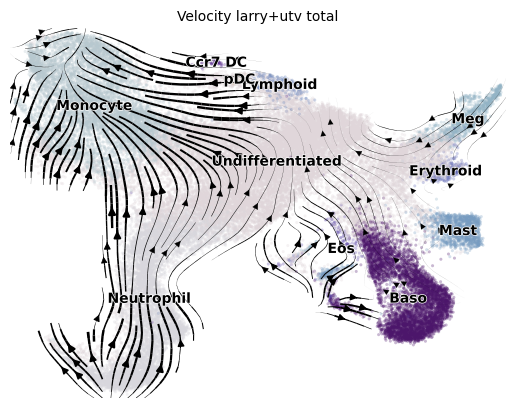 Velocity larry+utv total
Ccr7 DC
pDC
Lymphoid
Monocyte
Meg
Undifferentiated
Erythroid
Mast
Eos
Neutrophil
Baso